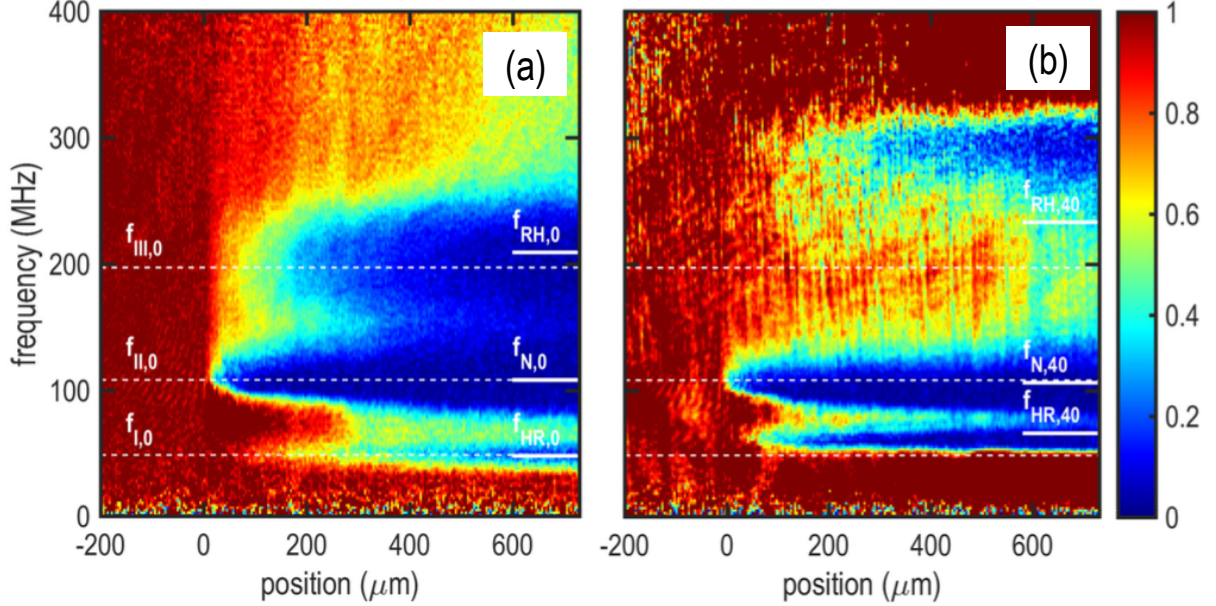 (a)
(b)
400
300
200
100
0
frequency (MHz)
f_III,0
f_II,0
f_I,0
f_RH,0
f_N,0
f_HR,0
-200 0 200 400 600
position (μm)
f_RH,40
f_N,40
f_HR,40
-200 0 200 400 600
position (μm)
1
0.8
0.6
0.4
0.2
0